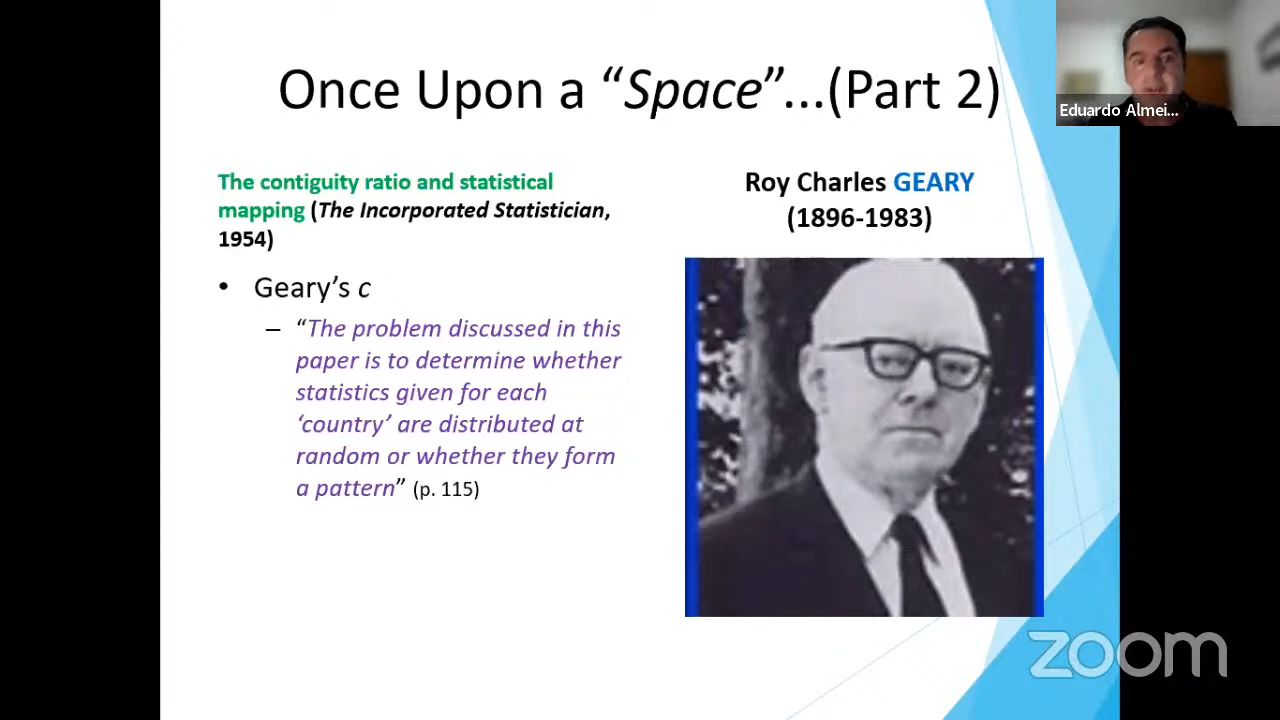 Once Upon a “Space”...(Part 2)
Eduardo Almei...
The contiguity ratio and statistical
mapping (The Incorporated Statistician,
1954)
• Geary’s c
– “The problem discussed in this
paper is to determine whether
statistics given for each
‘country’ are distributed at
random or whether they form
a pattern” (p. 115)
Roy Charles GEARY
(1896-1983)
zoom